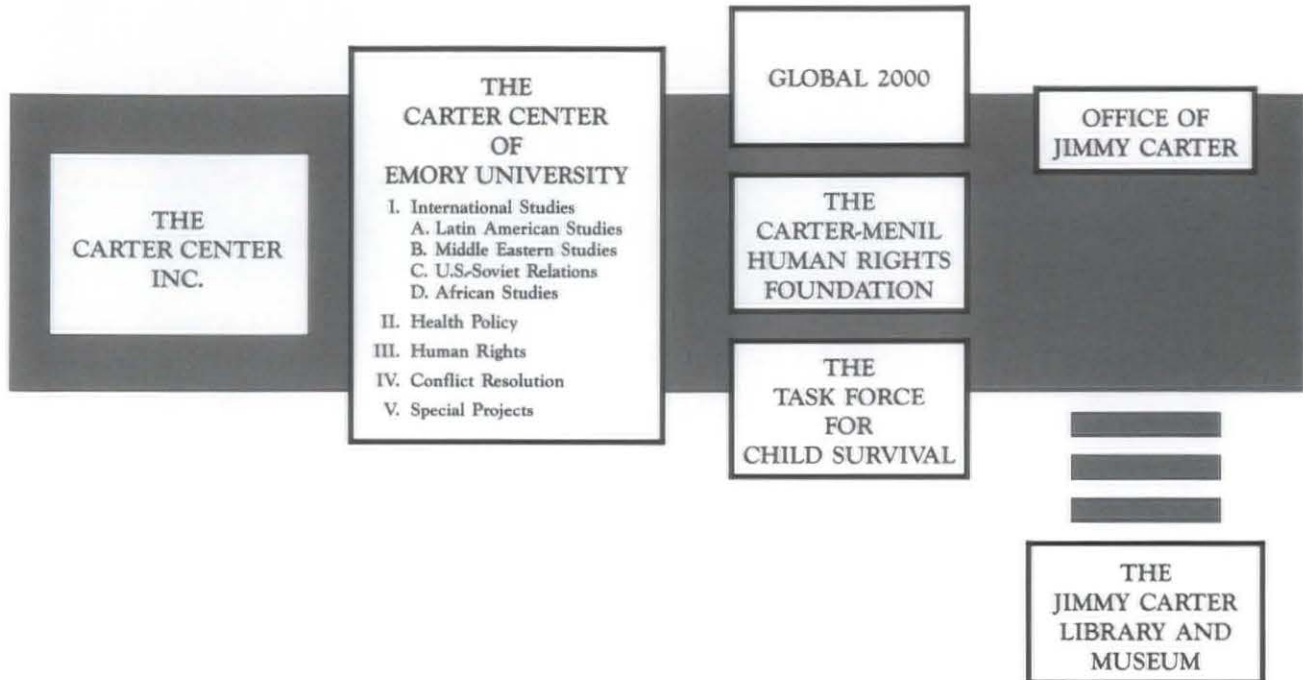 THE
CARTER CENTER
INC.
THE
CARTER CENTER
OF
EMORY UNIVERSITY
I. International Studies
A. Latin American Studies
B. Middle Eastern Studies
C. U.S.-Soviet Relations
D. African Studies
II. Health Policy
III. Human Rights
IV. Conflict Resolution
V. Special Projects
GLOBAL 2000
THE
CARTER-MENIL
HUMAN RIGHTS
FOUNDATION
THE
TASK FORCE
FOR
CHILD SURVIVAL
OFFICE OF
JIMMY CARTER
THE
JIMMY CARTER
LIBRARY AND
MUSEUM